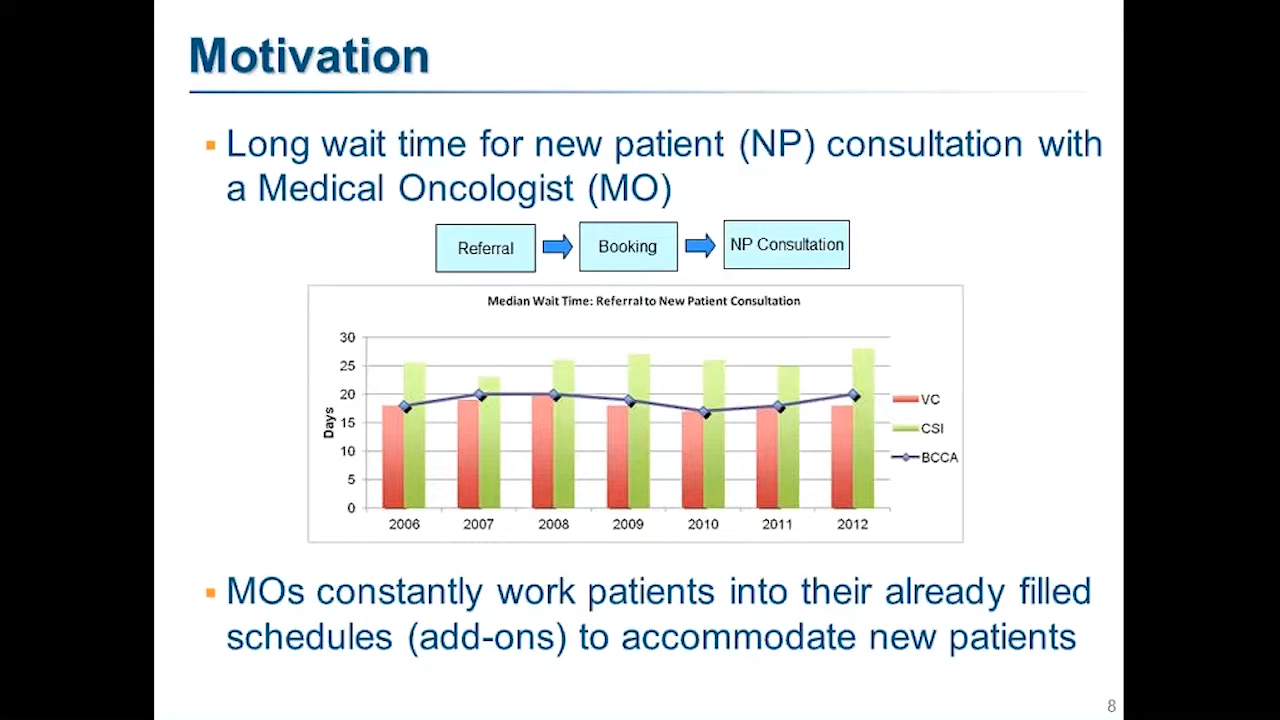 Motivation
▪ Long wait time for new patient (NP) consultation with
a Medical Oncologist (MO)
Referral
Booking
NP Consultation
Median Wait Time: Referral to New Patient Consultation
Days
30
25
20
15
10
5
0
2006 2007 2008 2009 2010 2011 2012
VC
CSI
BCCA
▪ MOs constantly work patients into their already filled
schedules (add-ons) to accommodate new patients
8